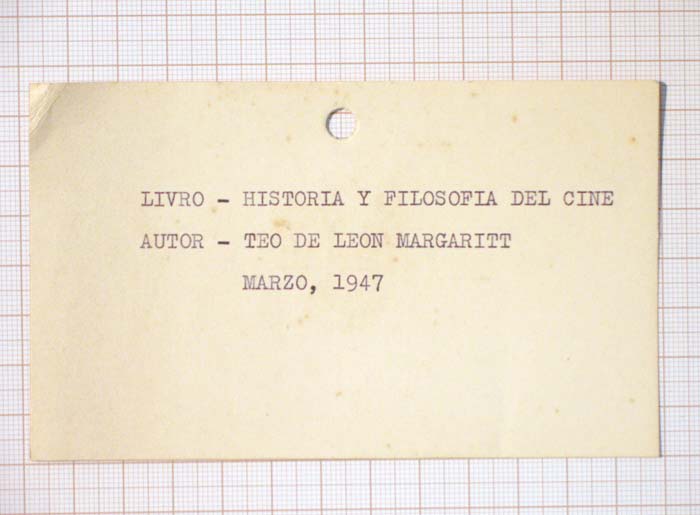 LIVRO - HISTORIA Y FILOSOFIA DEL CINE
AUTOR - TEO DE LEON MARGARITT
MARZO, 1947